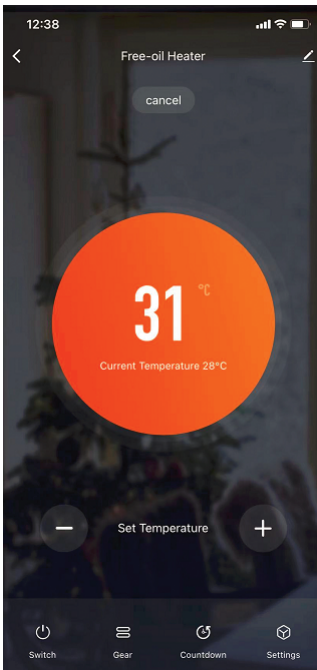 12:38
Free-oil Heater
cancel
31 °C
Current Temperature 28°C
Set Temperature
Switch
Gear
Countdown
Settings